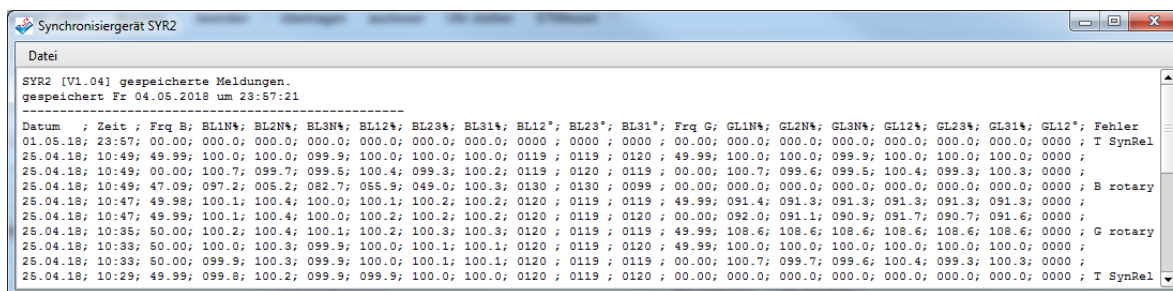 Synchronisiergerät SYR2
Datei
SYR2 [V1.04] gespeicherte Meldungen.
gespeichert Fr 04.05.2018 um 23:57:21
---------------------------------------------------
Datum   ; Zeit ; Frq B; BL1N%; BL2N%; BL3N%; BL12%; BL23%; BL31%; BL12°; BL23°; BL31°; Frq G; GL1N%; GL2N%; GL3N%; GL12%; GL23%; GL31%; GL12°; Fehler
01.05.18; 23:57; 00.00; 000.0; 000.0; 000.0; 000.0; 000.0; 000.0; 0000 ; 0000 ; 0000 ; 00.00; 000.0; 000.0; 000.0; 000.0; 000.0; 000.0; 0000 ; T SynRel
25.04.18; 10:49; 49.99; 100.0; 100.0; 099.9; 100.0; 100.0; 100.0; 0119 ; 0119 ; 0120 ; 49.99; 100.0; 100.0; 099.9; 100.0; 100.0; 100.0; 0000 ;
25.04.18; 10:49; 00.00; 100.7; 099.7; 099.5; 100.4; 099.3; 100.2; 0119 ; 0120 ; 0119 ; 00.00; 100.7; 099.6; 099.5; 100.4; 099.3; 100.3; 0000 ;
25.04.18; 10:49; 47.09; 097.2; 005.2; 082.7; 055.9; 049.0; 100.3; 0130 ; 0130 ; 0099 ; 00.00; 000.0; 000.0; 000.0; 000.0; 000.0; 000.0; 0000 ; B rotary
25.04.18; 10:47; 49.98; 100.1; 100.4; 100.0; 100.1; 100.2; 100.2; 0120 ; 0119 ; 0119 ; 49.99; 091.4; 091.3; 091.3; 091.3; 091.3; 091.3; 0000 ;
25.04.18; 10:47; 49.99; 100.1; 100.4; 100.0; 100.2; 100.2; 100.2; 0120 ; 0119 ; 0120 ; 00.00; 092.0; 091.1; 090.9; 091.7; 090.7; 091.6; 0000 ;
25.04.18; 10:35; 50.00; 100.2; 100.4; 100.1; 100.2; 100.3; 100.3; 0120 ; 0119 ; 0119 ; 49.99; 108.6; 108.6; 108.6; 108.6; 108.6; 108.6; 0000 ; G rotary
25.04.18; 10:33; 50.00; 100.0; 100.3; 099.9; 100.0; 100.1; 100.1; 0120 ; 0119 ; 0120 ; 49.99; 100.0; 100.0; 100.0; 100.0; 100.0; 100.0; 0000 ;
25.04.18; 10:33; 50.00; 099.9; 100.3; 099.9; 100.0; 100.1; 100.1; 0120 ; 0119 ; 0119 ; 00.00; 100.7; 099.7; 099.6; 100.4; 099.3; 100.3; 0000 ;
25.04.18; 10:29; 49.99; 099.8; 100.2; 099.9; 099.9; 100.0; 100.0; 0120 ; 0119 ; 0120 ; 00.00; 000.0; 000.0; 000.0; 000.0; 000.0; 000.0; 0000 ; T SynRel